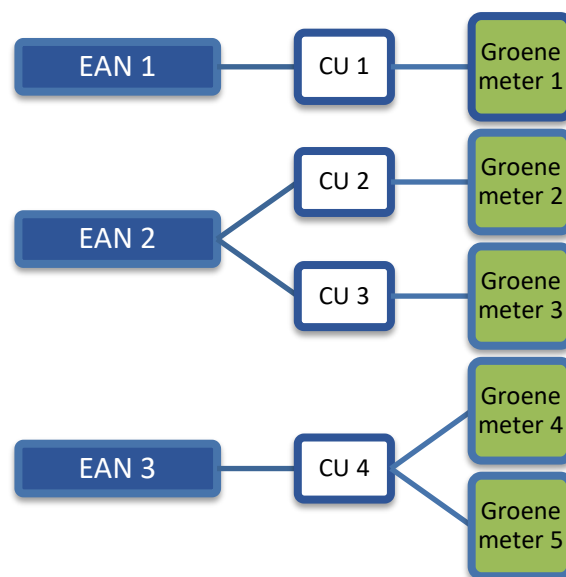 EAN 1
CU 1
Groene
meter 1
EAN 2
CU 2
Groene
meter 2
CU 3
Groene
meter 3
EAN 3
CU 4
Groene
meter 4
Groene
meter 5